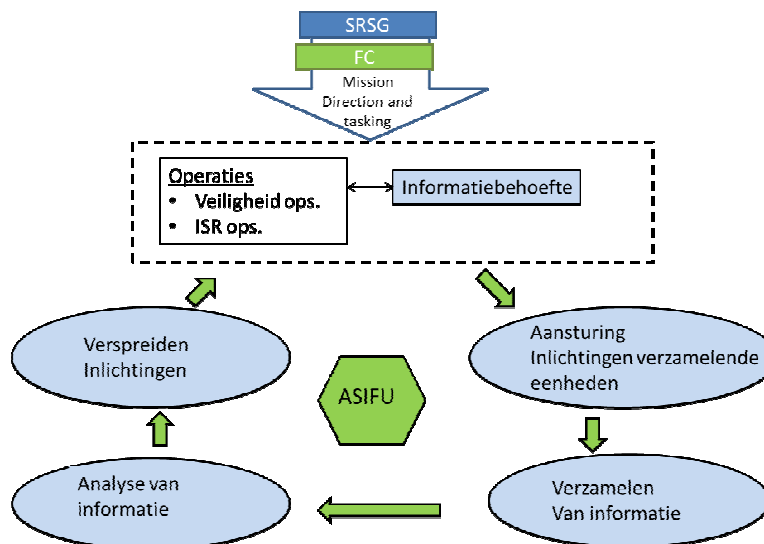 SRSG
FC
Mission
Direction and
tasking
Operaties
• Veiligheid ops.
• ISR ops.
Informatiebehoefte
Verspreiden
Inlichtingen
ASIFU
Aansturing
Inlichtingen verzamelende
eenheden
Analyse van
informatie
Verzamelen
Van informatie